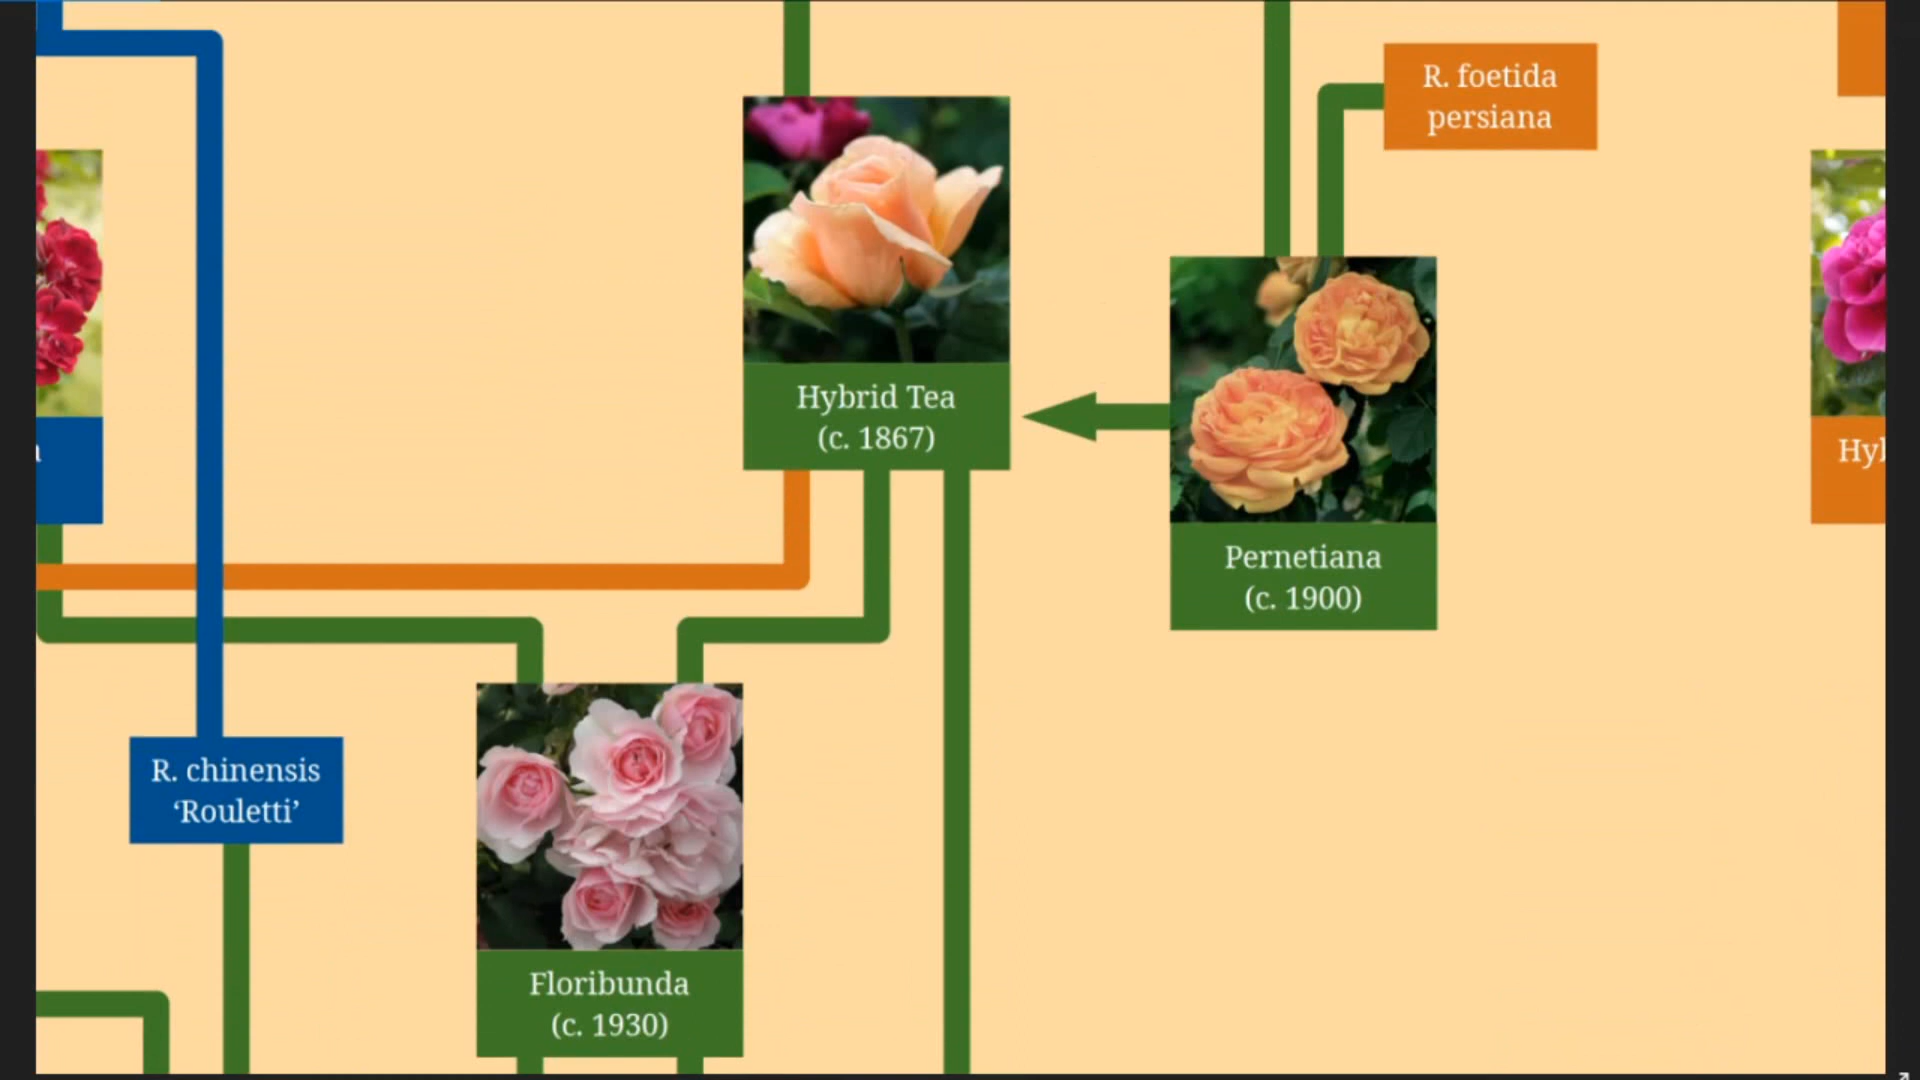 R. foetida
persiana
Hybrid Tea
(c. 1867)
Pernetiana
(c. 1900)
R. chinensis
‘Rouletti’
Floribunda
(c. 1930)